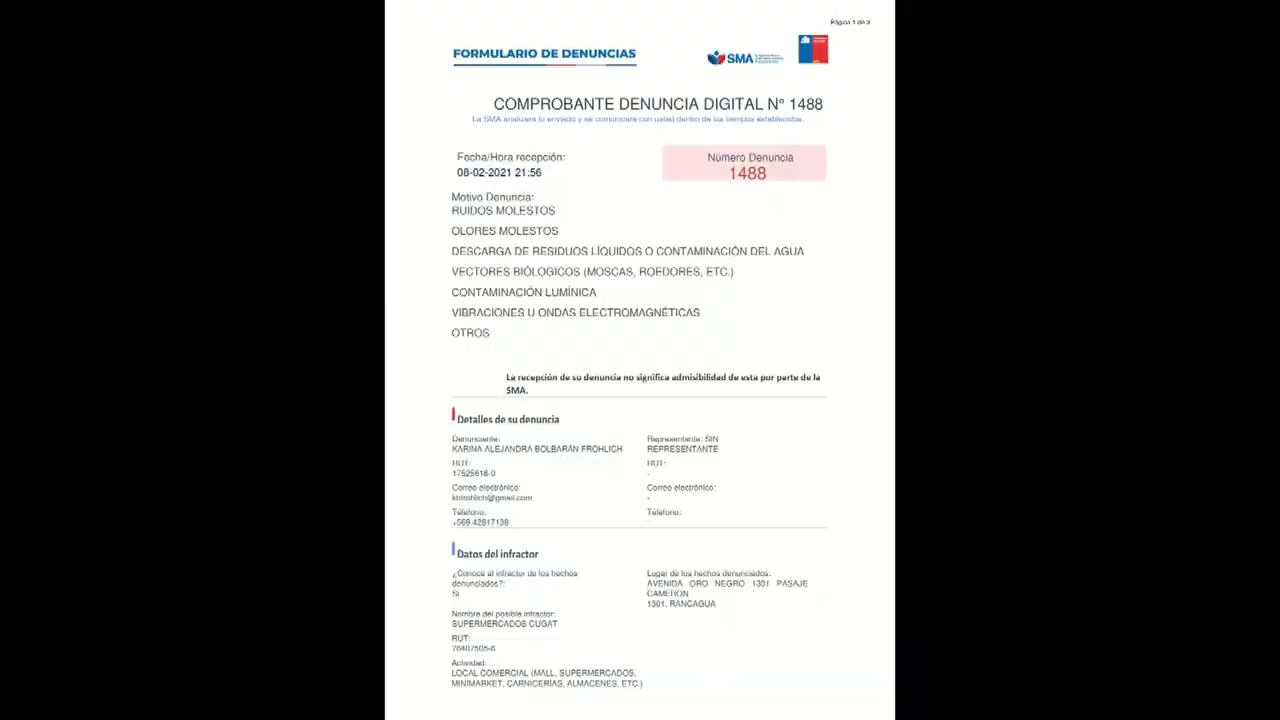 Página 1 de 3
FORMULARIO DE DENUNCIAS
SMA
COMPROBANTE DENUNCIA DIGITAL N° 1488
La SMA analizará lo enviado y se comunicará con usted dentro de los tiempos establecidos.
Fecha/Hora recepción:
08-02-2021 21:56
Número Denuncia
1488
Motivo Denuncia:
RUIDOS MOLESTOS
OLORES MOLESTOS
DESCARGA DE RESIDUOS LÍQUIDOS O CONTAMINACIÓN DEL AGUA
VECTORES BIÓLOGICOS (MOSCAS, ROEDORES, ETC.)
CONTAMINACIÓN LUMÍNICA
VIBRACIONES U ONDAS ELECTROMAGNÉTICAS
OTROS
La recepción de su denuncia no significa admisibilidad de esta por parte de la
SMA.
Detalles de su denuncia
Denunciante:
KARINA ALEJANDRA BOLBARÁN FROHLICH
RUT:
17525618-0
Correo electrónico:
@gmail.com
Teléfono:
+569 42817138
Representante: SIN
REPRESENTANTE
RUT:
-
Correo electrónico:
-
Teléfono:
Datos del infractor
¿Conoce al infractor de los hechos
denunciados?:
Si
Nombre del posible infractor:
SUPERMERCADOS CUGAT
RUT:
76407505-6
Actividad:
LOCAL COMERCIAL (MALL, SUPERMERCADOS,
MINIMARKET, CARNICERÍAS, ALMACENES, ETC.)
Lugar de los hechos denunciados:
AVENIDA ORO NEGRO 1301 PASAJE
CAMERON
1301, RANCAGUA